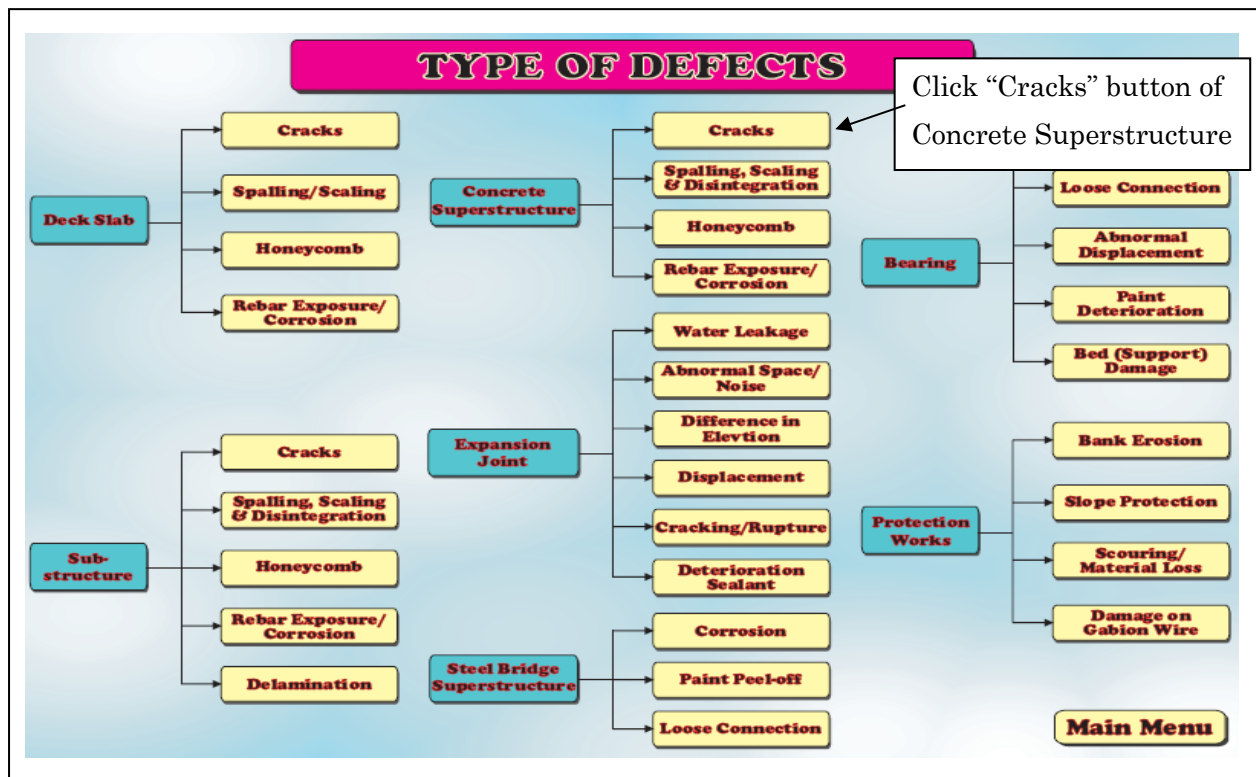 TYPE OF DEFECTS
Click “Cracks” button of
Concrete Superstructure
Deck Slab
Cracks
Spalling/Scaling
Honeycomb
Rebar Exposure/
Corrosion
Sub-
structure
Cracks
Spalling, Scaling
& Disintegration
Honeycomb
Rebar Exposure/
Corrosion
Delamination
Concrete
Superstructure
Cracks
Spalling, Scaling
& Disintegration
Honeycomb
Rebar Exposure/
Corrosion
Expansion
Joint
Water Leakage
Abnormal Space/
Noise
Difference in
Elevtion
Displacement
Cracking/Rupture
Deterioration
Sealant
Steel Bridge
Superstructure
Corrosion
Paint Peel-off
Loose Connection
Bearing
Loose Connection
Abnormal
Displacement
Paint
Deterioration
Bed (Support)
Damage
Protection
Works
Bank Erosion
Slope Protection
Scouring/
Material Loss
Damage on
Gabion Wire
Main Menu